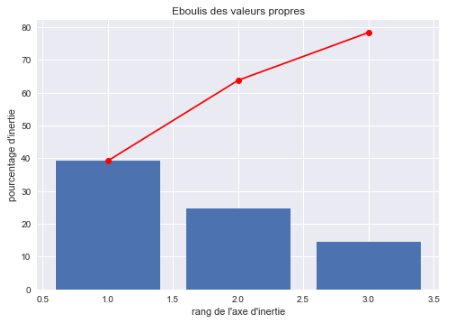 Eboulis des valeurs propres
80
70
60
50
40
30
20
10
0
pourcentage d'inertie
0.5 1.0 1.5 2.0 2.5 3.0 3.5
rang de l'axe d'inertie